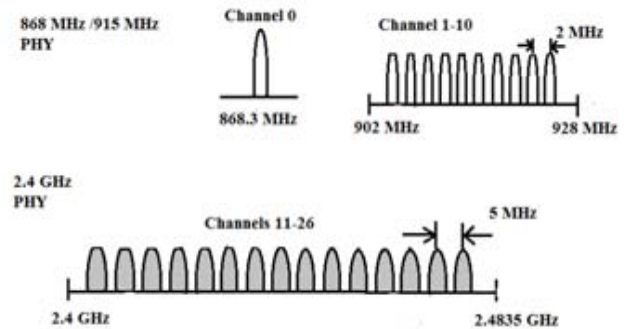 868 MHz /915 MHz
PHY
Channel 0
868.3 MHz
Channel 1-10
2 MHz
902 MHz
928 MHz
2.4 GHz
PHY
Channels 11-26
5 MHz
2.4 GHz
2.4835 GHz